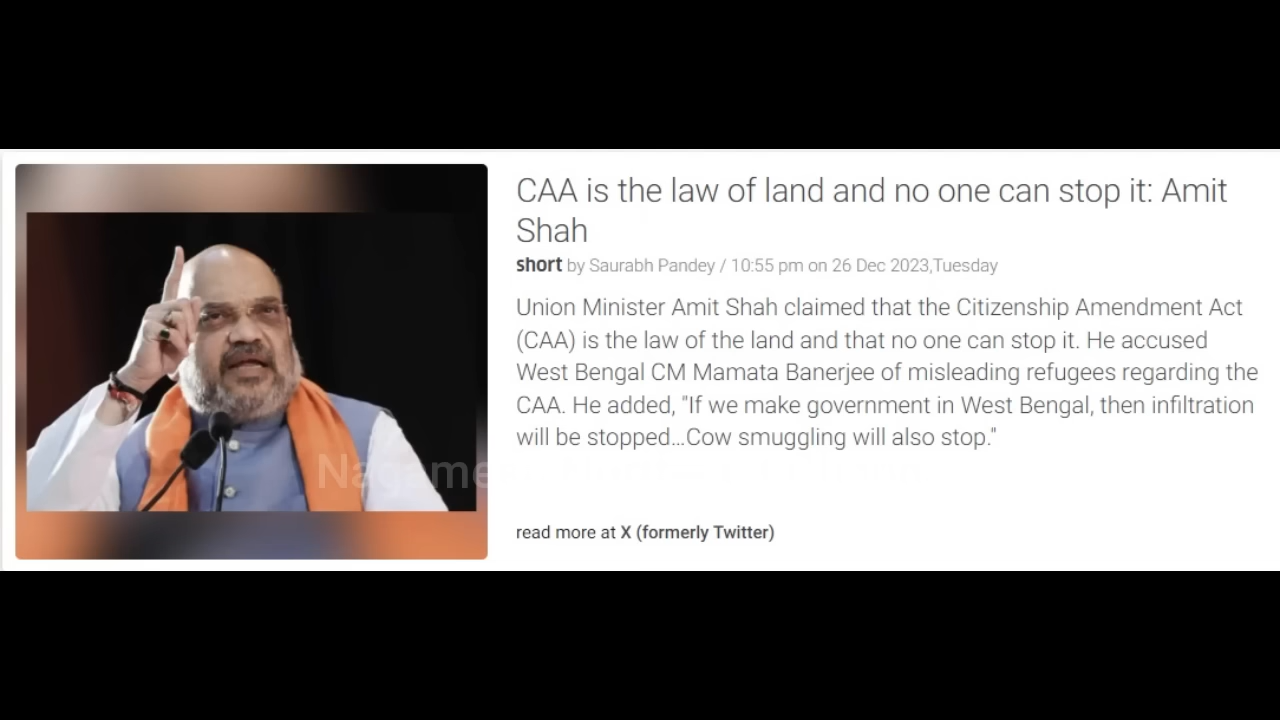 CAA is the law of land and no one can stop it: Amit
Shah
short by Saurabh Pandey / 10:55 pm on 26 Dec 2023,Tuesday
Union Minister Amit Shah claimed that the Citizenship Amendment Act
(CAA) is the law of the land and that no one can stop it. He accused
West Bengal CM Mamata Banerjee of misleading refugees regarding the
CAA. He added, "If we make government in West Bengal, then infiltration
will be stopped...Cow smuggling will also stop."
read more at X (formerly Twitter)